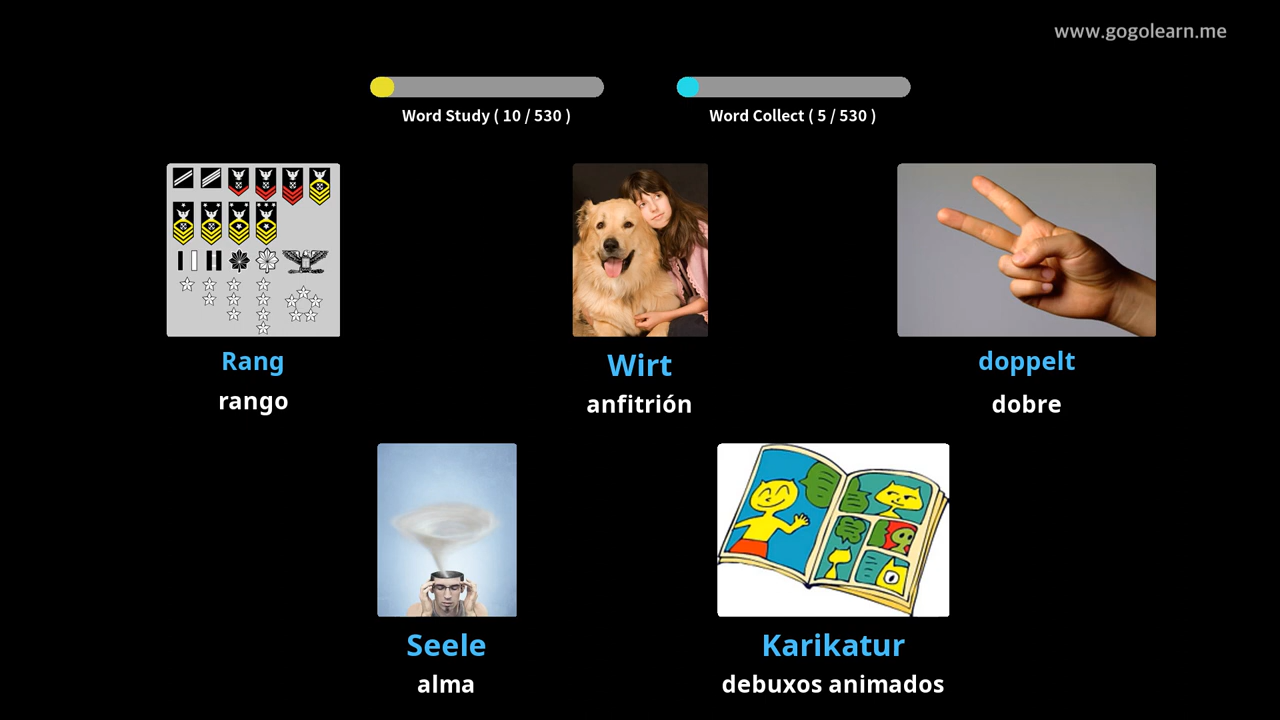 www.gogolearn.me
Word Study ( 10 / 530 )
Word Collect ( 5 / 530 )
Rang
rango
Wirt
anfitrión
doppelt
dobre
Seele
alma
Karikatur
debuxos animados